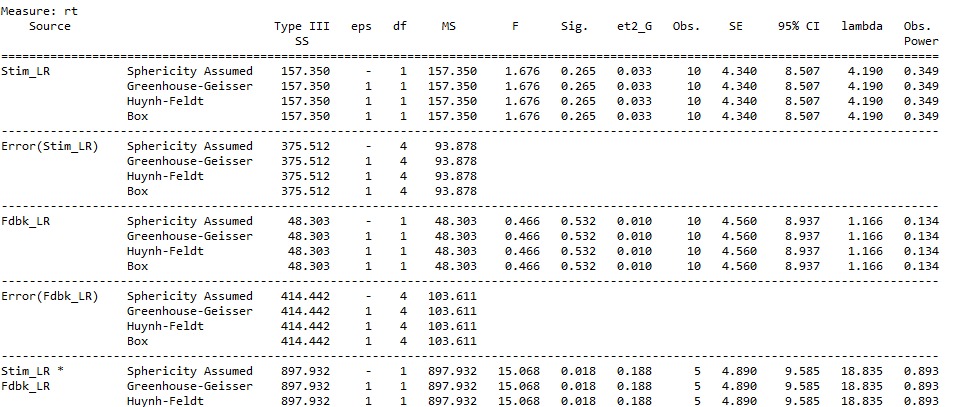 Measure: rt
Source Type III eps df MS F Sig. et2_G Obs. SE 95% CI lambda Obs.
SS Power
================================================================================
Stim_LR Sphericity Assumed 157.350 - 1 157.350 1.676 0.265 0.033 10 4.340 8.507 4.190 0.349
Greenhouse-Geisser 157.350 1 1 157.350 1.676 0.265 0.033 10 4.340 8.507 4.190 0.349
Huynh-Feldt 157.350 1 1 157.350 1.676 0.265 0.033 10 4.340 8.507 4.190 0.349
Box 157.350 1 1 157.350 1.676 0.265 0.033 10 4.340 8.507 4.190 0.349
--------------------------------------------------------------------------------
Error(Stim_LR) Sphericity Assumed 375.512 - 4 93.878
Greenhouse-Geisser 375.512 1 4 93.878
Huynh-Feldt 375.512 1 4 93.878
Box 375.512 1 4 93.878
--------------------------------------------------------------------------------
Fdbk_LR Sphericity Assumed 48.303 - 1 48.303 0.466 0.532 0.010 10 4.560 8.937 1.166 0.134
Greenhouse-Geisser 48.303 1 1 48.303 0.466 0.532 0.010 10 4.560 8.937 1.166 0.134
Huynh-Feldt 48.303 1 1 48.303 0.466 0.532 0.010 10 4.560 8.937 1.166 0.134
Box 48.303 1 1 48.303 0.466 0.532 0.010 10 4.560 8.937 1.166 0.134
--------------------------------------------------------------------------------
Error(Fdbk_LR) Sphericity Assumed 414.442 - 4 103.611
Greenhouse-Geisser 414.442 1 4 103.611
Huynh-Feldt 414.442 1 4 103.611
Box 414.442 1 4 103.611
--------------------------------------------------------------------------------
Stim_LR * Sphericity Assumed 897.932 - 1 897.932 15.068 0.018 0.188 5 4.890 9.585 18.835 0.893
Fdbk_LR Greenhouse-Geisser 897.932 1 1 897.932 15.068 0.018 0.188 5 4.890 9.585 18.835 0.893
Huynh-Feldt 897.932 1 1 897.932 15.068 0.018 0.188 5 4.890 9.585 18.835 0.893